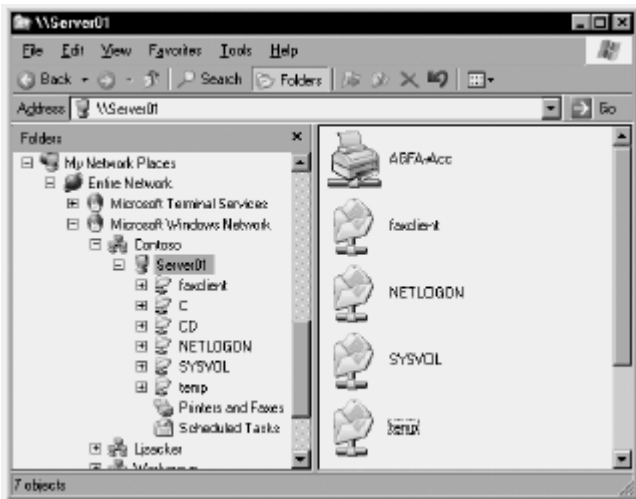 \\Server01
File Edit View Favorites Tools Help
Back Search Folders
Address \\Server01 Go
Folders
My Network Places
Entire Network
Microsoft Terminal Services
Microsoft Windows Network
Contoso
Server01
faxclient
C
CD
NETLOGON
SYSVOL
temp
Printers and Faxes
Scheduled Tasks
AGFA-Acc
faxclient
NETLOGON
SYSVOL
temp
7 objects